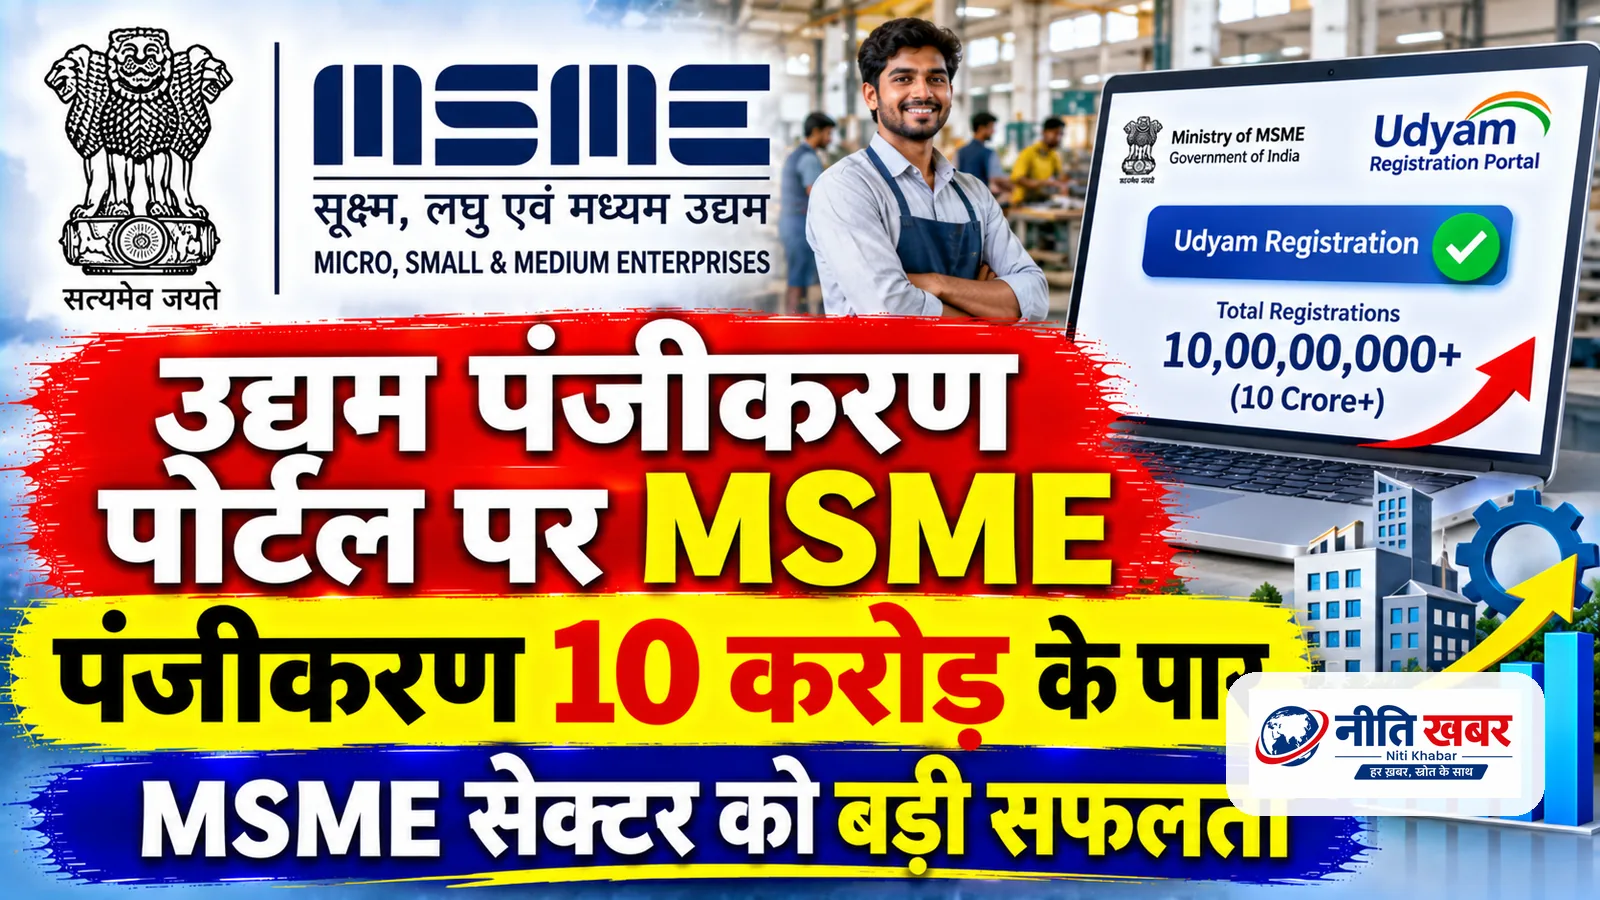 MSME
सूक्ष्म, लघु एवं मध्यम उद्यम
MICRO, SMALL & MEDIUM ENTERPRISES
सत्यमेव जयते
Ministry of MSME
Government of India
Udyam
Registration Portal
Udyam Registration
Total Registrations
10,00,00,000+
(10 Crore+)
उद्यम पंजीकरण
पोर्टल पर MSME
पंजीकरण 10 करोड़ के
MSME सेक्टर को बड़ी सफलता
नीति खबर
Niti Khabar
हर ख़बर, स्रोत के साथ